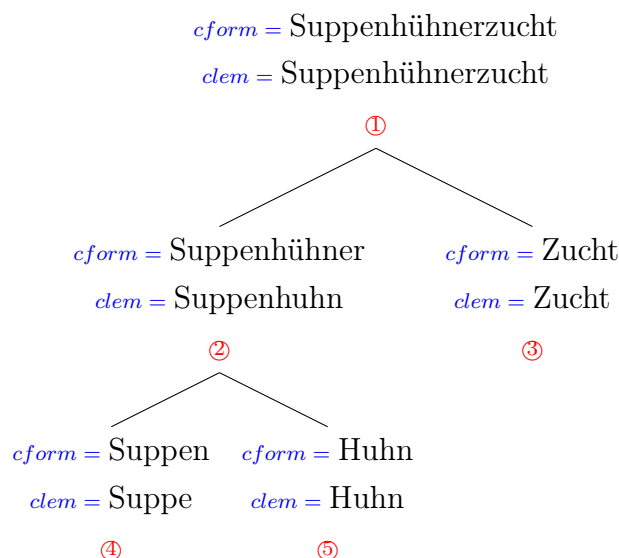 cform = Suppenhühnerzucht
clem = Suppenhühnerzucht
①
cform = Suppenhühner cform = Zucht
clem = Suppenhuhn clem = Zucht
② ③
cform = Suppen cform = Huhn
clem = Suppe clem = Huhn
④ ⑤